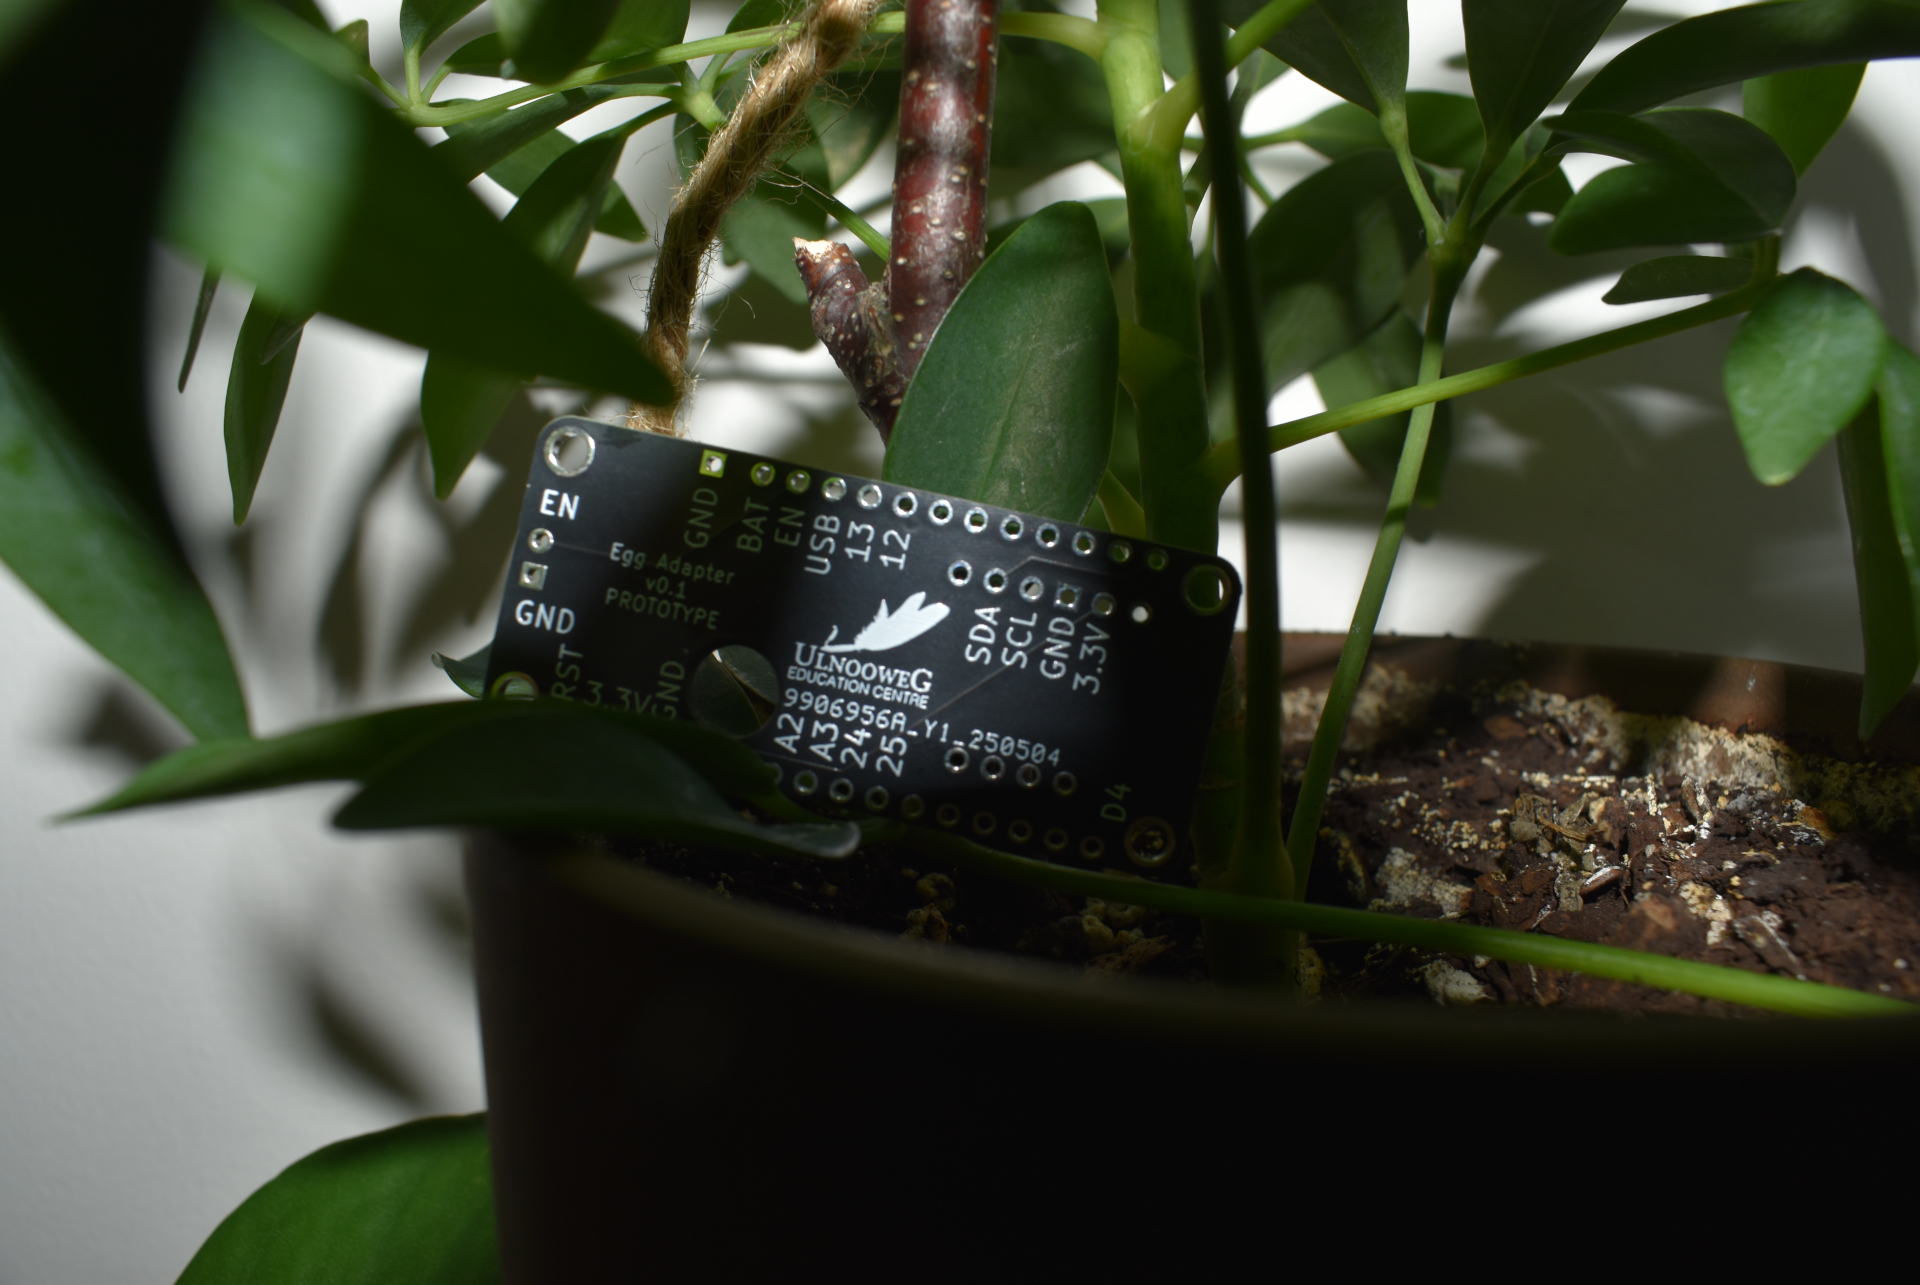 EN
GND
GND
BAT
EN
USB
13
12
Egg Adapter
v0.1
PROTOTYPE
SDA
SCL
GND
3.3V
ULNOOWEG
EDUCATION CENTRE
9906956A_Y1_250504
RST
3.3V
GND
A2
A3
24
25
D4